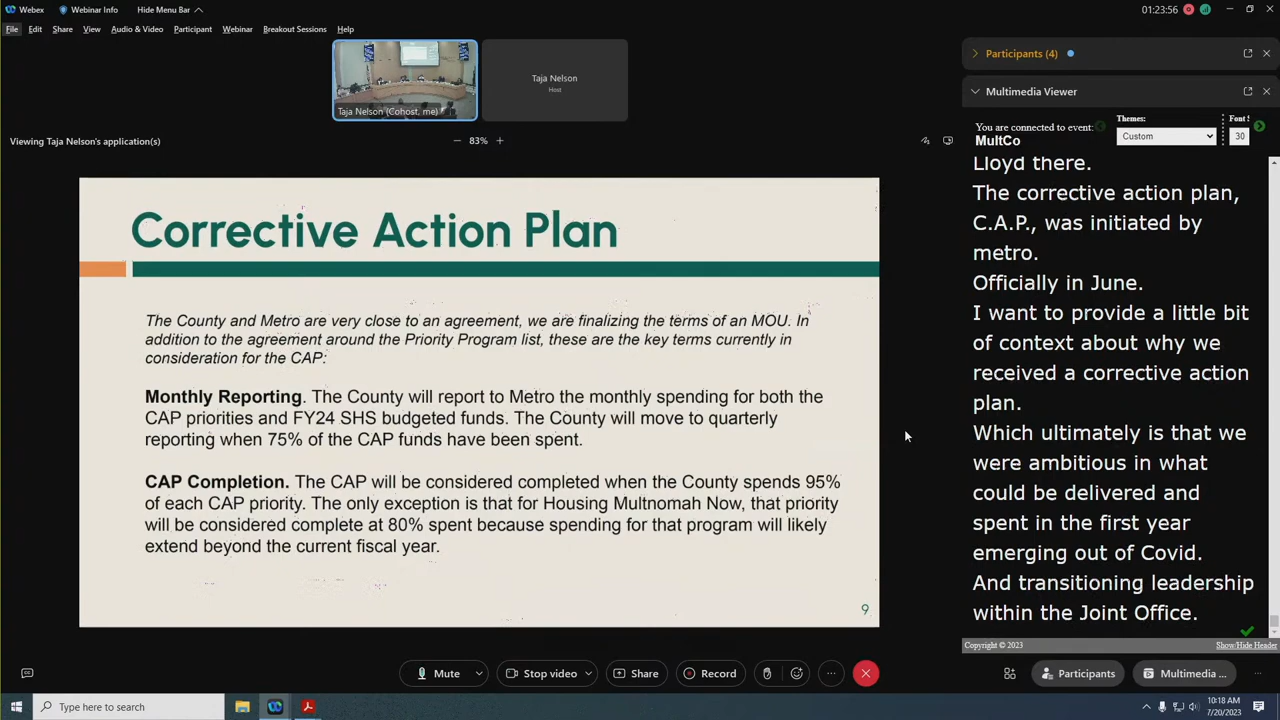 Webex
Webinar Info
Hide Menu Bar
01:23:56
File Edit Share View Audio & Video Participant Webinar Breakout Sessions Help
Taja Nelson (Cohost, me)
Taja Nelson
Host
Viewing Taja Nelson's application(s)
83%
Corrective Action Plan
The County and Metro are very close to an agreement, we are finalizing the terms of an MOU. In
addition to the agreement around the Priority Program list, these are the key terms currently in
consideration for the CAP:
Monthly Reporting. The County will report to Metro the monthly spending for both the
CAP priorities and FY24 SHS budgeted funds. The County will move to quarterly
reporting when 75% of the CAP funds have been spent.
CAP Completion. The CAP will be considered completed when the County spends 95%
of each CAP priority. The only exception is that for Housing Multnomah Now, that priority
will be considered complete at 80% spent because spending for that program will likely
extend beyond the current fiscal year.
9
Participants (4)
Multimedia Viewer
You are connected to event:
MultCo
Themes:
Custom
Font
30
Lloyd there.
The corrective action plan,
C.A.P., was initiated by
metro.
Officially in June.
I want to provide a little bit
of context about why we
received a corrective action
plan.
Which ultimately is that we
were ambitious in what
could be delivered and
spent in the first year
emerging out of Covid.
And transitioning leadership
within the Joint Office.
Copyright © 2023
Show/Hide Header
Mute
Stop video
Share
Record
Participants
Multimedia ...
Type here to search
10:18 AM
7/20/2023